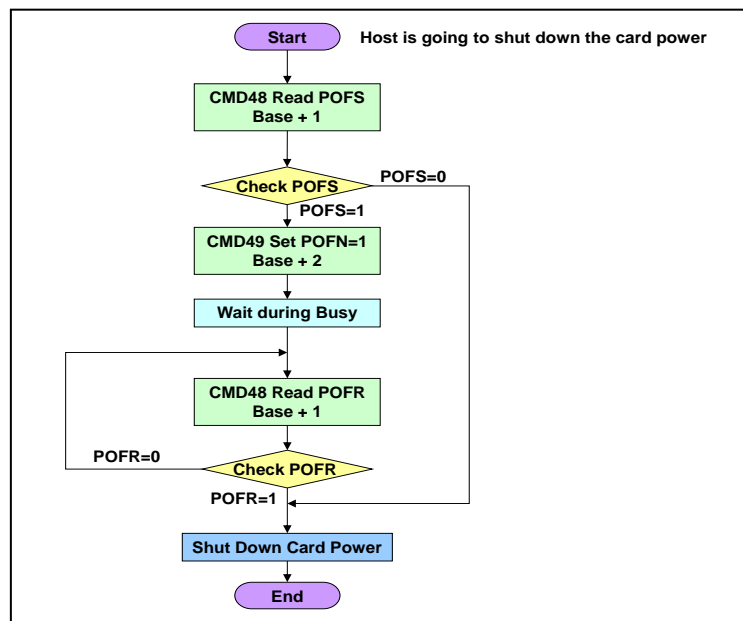 Start
Host is going to shut down the card power
CMD48 Read POFS
Base + 1
Check POFS
POFS=0
POFS=1
CMD49 Set POFN=1
Base + 2
Wait during Busy
CMD48 Read POFR
Base + 1
POFR=0
Check POFR
POFR=1
Shut Down Card Power
End